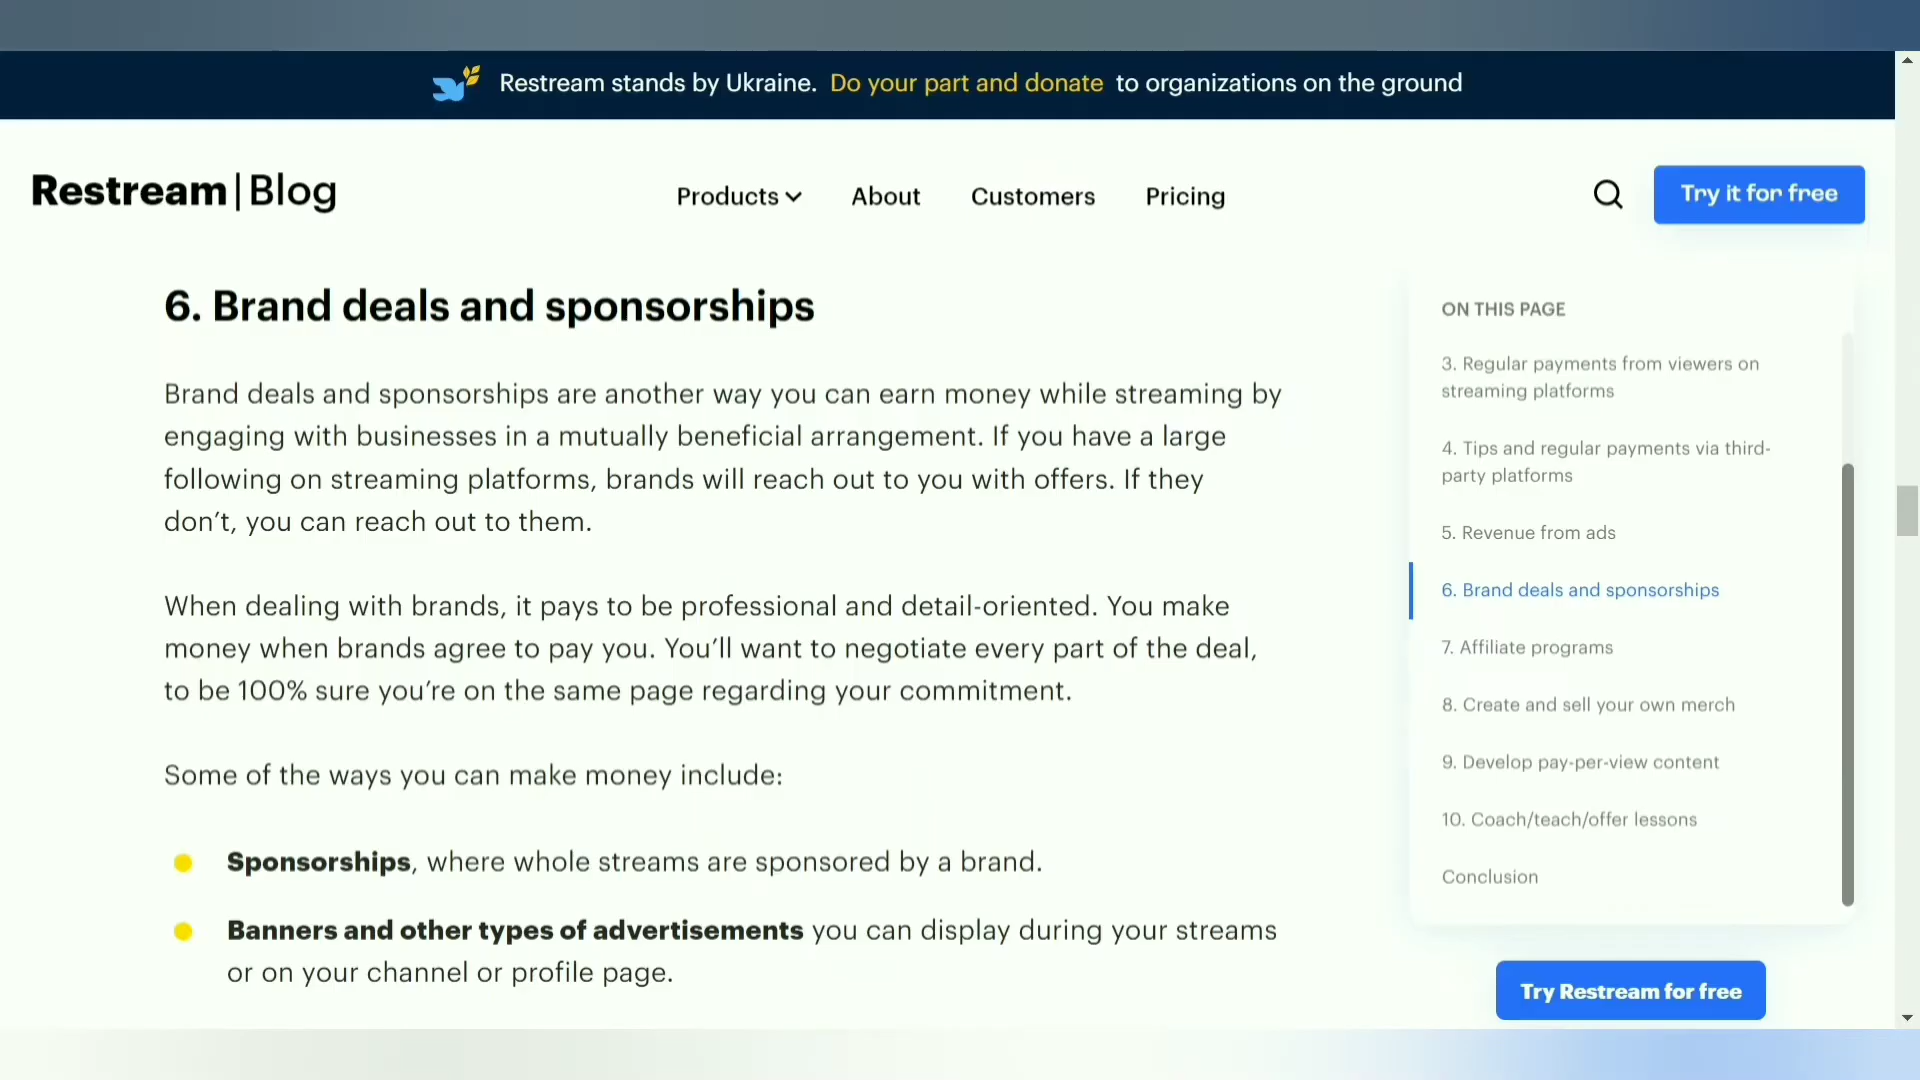 Restream stands by Ukraine. Do your part and donate to organizations on the ground
Restream|Blog
Products
About
Customers
Pricing
Try it for free
6. Brand deals and sponsorships
Brand deals and sponsorships are another way you can earn money while streaming by
engaging with businesses in a mutually beneficial arrangement. If you have a large
following on streaming platforms, brands will reach out to you with offers. If they
don’t, you can reach out to them.
When dealing with brands, it pays to be professional and detail-oriented. You make
money when brands agree to pay you. You’ll want to negotiate every part of the deal,
to be 100% sure you’re on the same page regarding your commitment.
Some of the ways you can make money include:
Sponsorships, where whole streams are sponsored by a brand.
Banners and other types of advertisements you can display during your streams
or on your channel or profile page.
ON THIS PAGE
3. Regular payments from viewers on
streaming platforms
4. Tips and regular payments via third-
party platforms
5. Revenue from ads
6. Brand deals and sponsorships
7. Affiliate programs
8. Create and sell your own merch
9. Develop pay-per-view content
10. Coach/teach/offer lessons
Conclusion
Try Restream for free